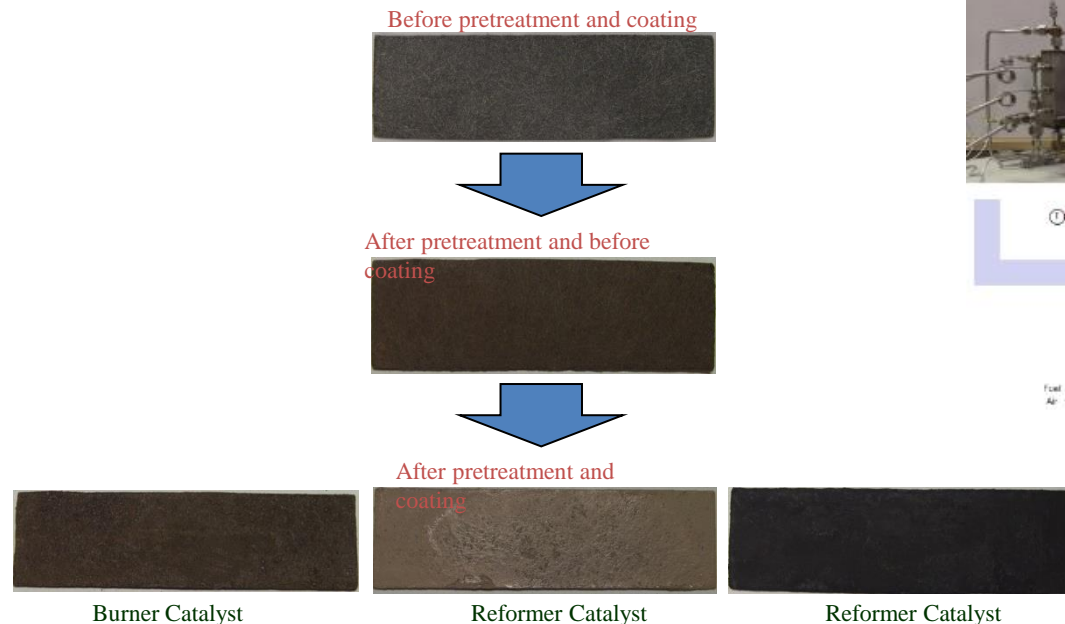 Before pretreatment and coating
After pretreatment and before
coating
Air
After pretreatment and
coating
Burner Catalyst
Reformer Catalyst
Reformer Catalyst